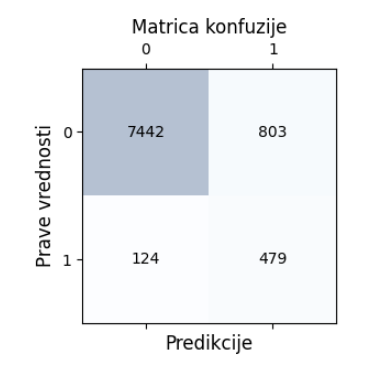 Matrica konfuzije
0 1
Prave vrednosti
0 7442 803
1 124 479
Predikcije